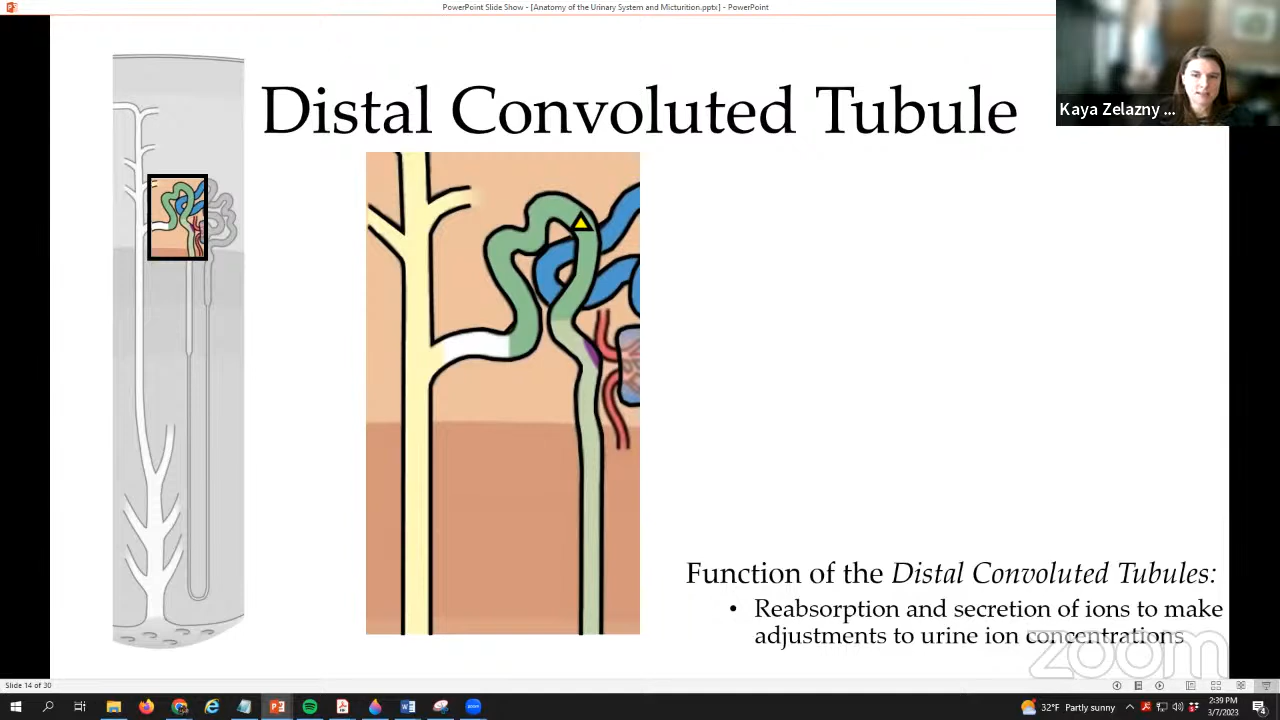 PowerPoint Slide Show - [Anatomy of the Urinary System and Micturition.pptx] - PowerPoint
Kaya Zelazny ...
Distal Convoluted Tubule
Function of the Distal Convoluted Tubules:
• Reabsorption and secretion of ions to make
adjustments to urine ion concentrations
zoom
Slide 14 of 30
32°F Partly sunny
2:39 PM
3/7/2023